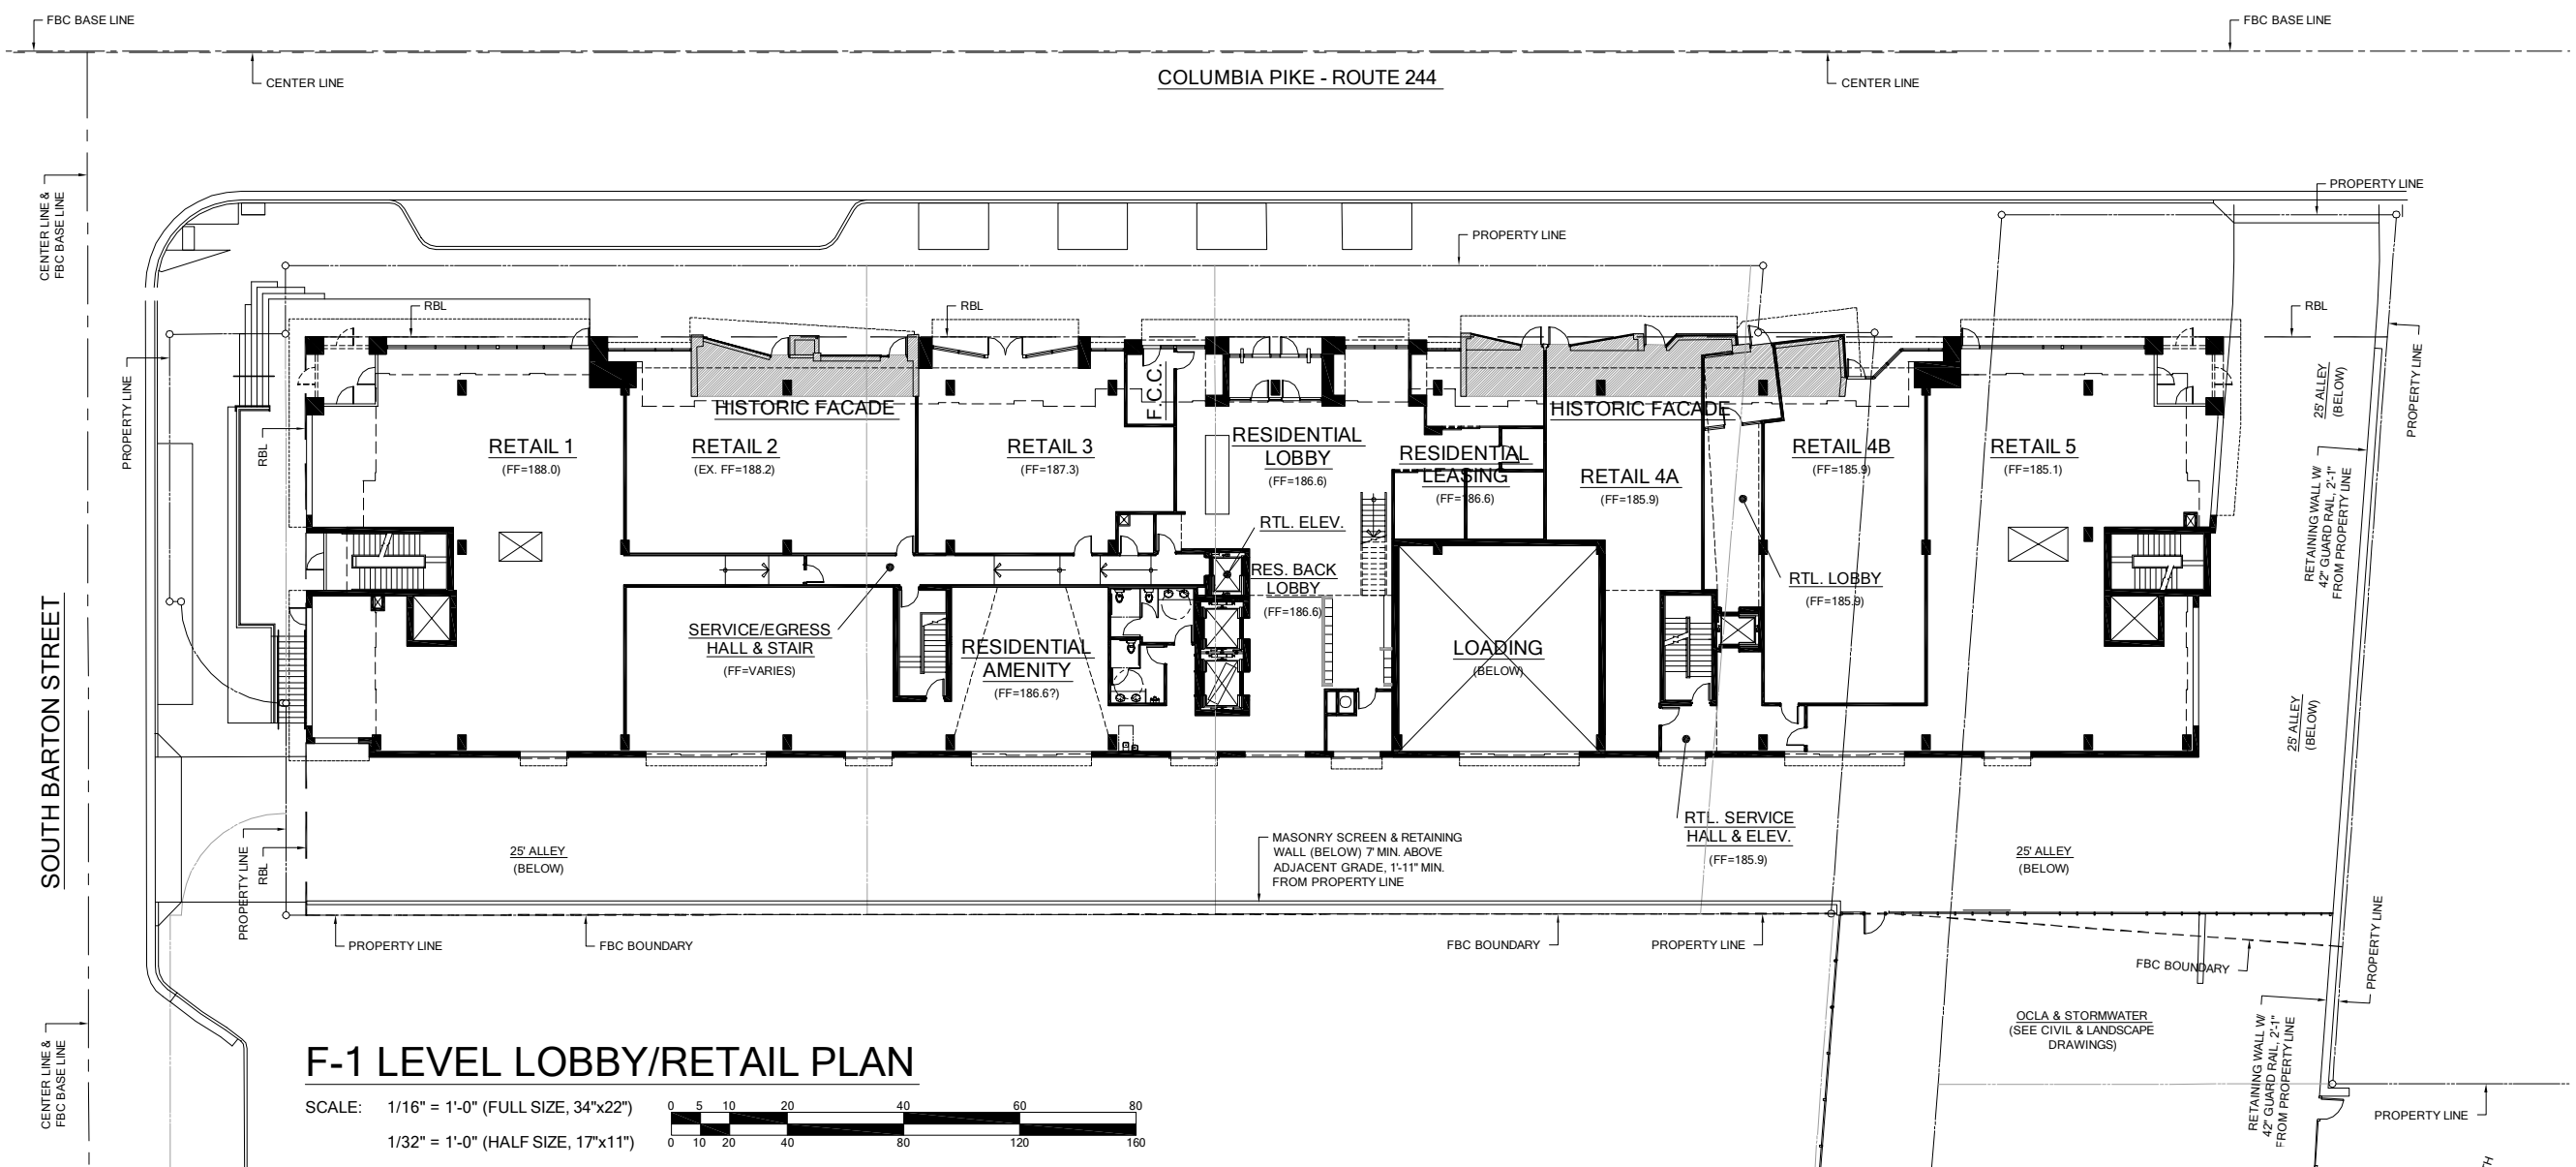 FBC BASE LINE
FBC BASE LINE
CENTER LINE
COLUMBIA PIKE - ROUTE 244
CENTER LINE
CENTER LINE &
FBC BASE LINE
PROPERTY LINE
PROPERTY LINE
RBL
RBL
RBL
PROPERTY LINE
RBL
PROPERTY LINE
25' ALLEY
(BELOW)
RETAINING WALL W/
42" GUARD RAIL, 2'-1"
FROM PROPERTY LINE
HISTORIC FACADE
F.C.C.
HISTORIC FACADE
RETAIL 1
(FF=188.0)
RETAIL 2
(EX. FF=188.2)
RETAIL 3
(FF=187.3)
RESIDENTIAL
LOBBY
(FF=186.6)
RESIDENTIAL
LEASING
(FF=186.6)
RETAIL 4A
(FF=185.9)
RETAIL 4B
(FF=185.9)
RETAIL 5
(FF=185.1)
RTL. ELEV.
RES. BACK
LOBBY
(FF=186.6)
RTL. LOBBY
(FF=185.9)
SERVICE/EGRESS
HALL & STAIR
(FF=VARIES)
RESIDENTIAL
AMENITY
(FF=186.6?)
LOADING
(BELOW)
25' ALLEY
(BELOW)
SOUTH BARTON STREET
PROPERTY LINE
RBL
25' ALLEY
(BELOW)
MASONRY SCREEN & RETAINING
WALL (BELOW) 7' MIN. ABOVE
ADJACENT GRADE, 1'-11" MIN.
FROM PROPERTY LINE
RTL. SERVICE
HALL & ELEV.
(FF=185.9)
25' ALLEY
(BELOW)
PROPERTY LINE
FBC BOUNDARY
FBC BOUNDARY
PROPERTY LINE
FBC BOUNDARY
PROPERTY LINE
OCLA & STORMWATER
(SEE CIVIL & LANDSCAPE
DRAWINGS)
RETAINING WALL W/
42" GUARD RAIL, 2'-1"
FROM PROPERTY LINE
PROPERTY LINE
CENTER LINE &
FBC BASE LINE
F-1 LEVEL LOBBY/RETAIL PLAN
SCALE: 1/16" = 1'-0" (FULL SIZE, 34"x22")
0 5 10 20 40 60 80
1/32" = 1'-0" (HALF SIZE, 17"x11")
0 10 20 40 80 120 160